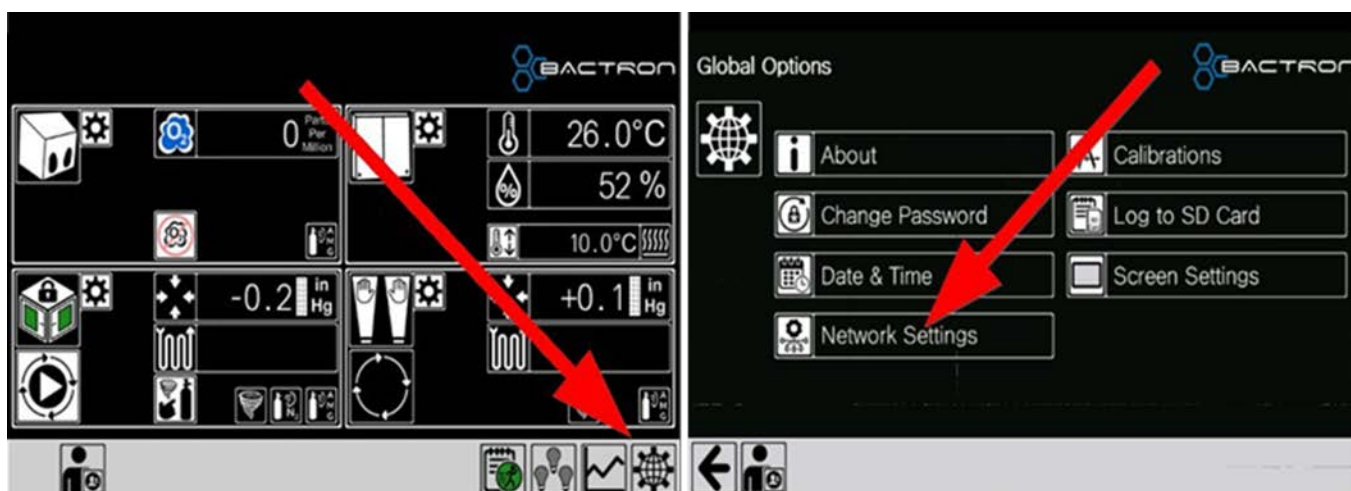 BACTRON
0 Parts
Per
Million
26.0°C
%
52 %
10.0°C
-0.2 in
Hg
+0.1 in
Hg
N₂
Global Options
BACTRON
i About
Calibrations
Change Password
Log to SD Card
Date & Time
Screen Settings
Network Settings